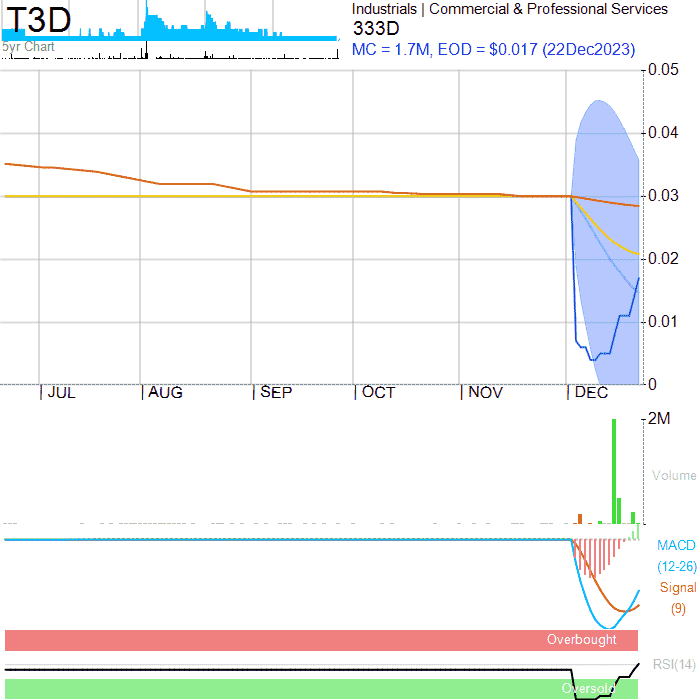 T3D
5yr Chart
Industrials | Commercial & Professional Services
333D
MC = 1.7M, EOD = $0.017 (22Dec2023)
0.05
0.04
0.03
0.02
0.01
0
JUL AUG SEP OCT NOV DEC
2M
Volume
MACD
(12-26)
Signal
(9)
Overbought
RSI(14)
Oversold